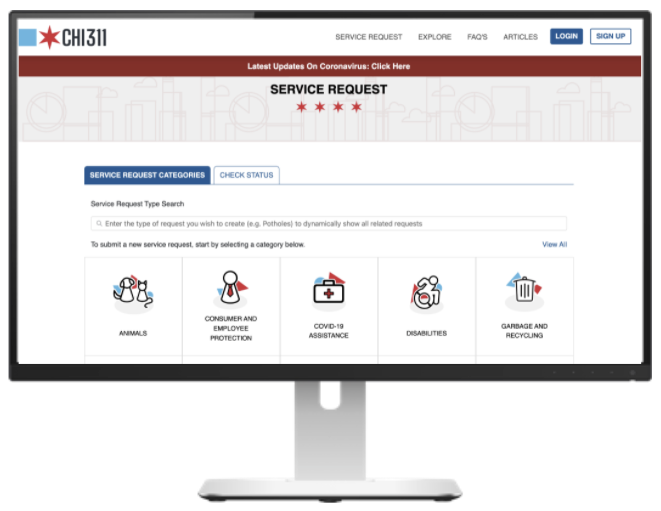 CHI311
SERVICE REQUEST EXPLORE FAQ'S ARTICLES LOGIN SIGN UP
Latest Updates On Coronavirus: Click Here
SERVICE REQUEST
SERVICE REQUEST CATEGORIES CHECK STATUS
Service Request Type Search
Enter the type of request you wish to create (e.g. Potholes) to dynamically show all related requests
To submit a new service request, start by selecting a category below. View All
ANIMALS
CONSUMER AND
EMPLOYEE
PROTECTION
COVID-19
ASSISTANCE
DISABILITIES
GARBAGE AND
RECYCLING